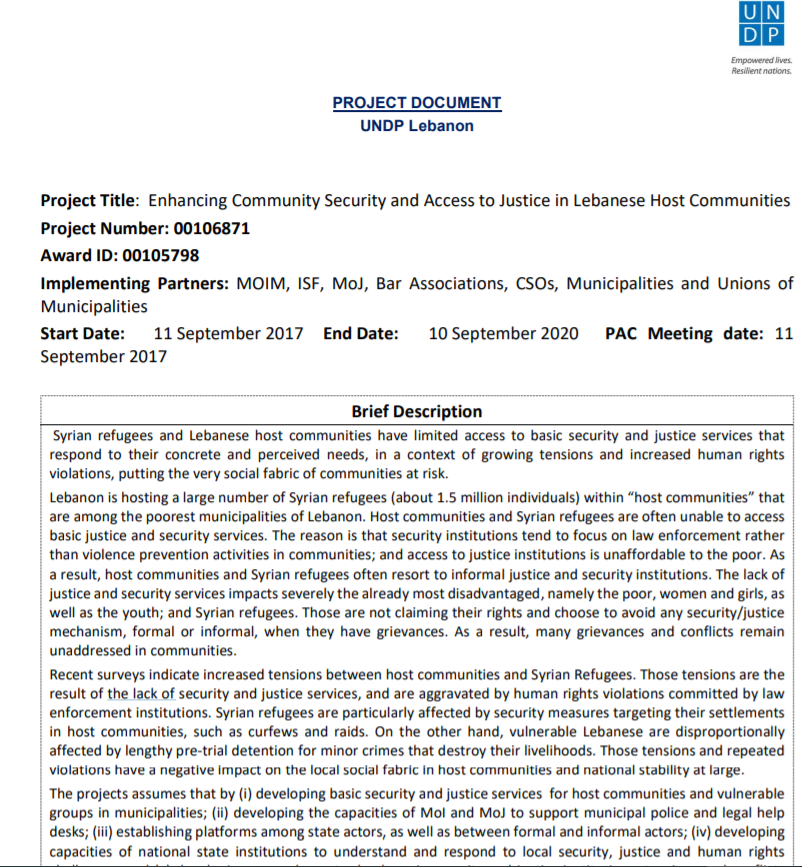 UN
DP
Empowered lives.
Resilient nations.
PROJECT DOCUMENT
UNDP Lebanon
Project Title: Enhancing Community Security and Access to Justice in Lebanese Host Communities
Project Number: 00106871
Award ID: 00105798
Implementing Partners: MOIM, ISF, MoJ, Bar Associations, CSOs, Municipalities and Unions of
Municipalities
Start Date: 11 September 2017 End Date: 10 September 2020 PAC Meeting date: 11
September 2017
Brief Description
Syrian refugees and Lebanese host communities have limited access to basic security and justice services that
respond to their concrete and perceived needs, in a context of growing tensions and increased human rights
violations, putting the very social fabric of communities at risk.
Lebanon is hosting a large number of Syrian refugees (about 1.5 million individuals) within “host communities” that
are among the poorest municipalities of Lebanon. Host communities and Syrian refugees are often unable to access
basic justice and security services. The reason is that security institutions tend to focus on law enforcement rather
than violence prevention activities in communities; and access to justice institutions is unaffordable to the poor. As
a result, host communities and Syrian refugees often resort to informal justice and security institutions. The lack of
justice and security services impacts severely the already most disadvantaged, namely the poor, women and girls, as
well as the youth; and Syrian refugees. Those are not claiming their rights and choose to avoid any security/justice
mechanism, formal or informal, when they have grievances. As a result, many grievances and conflicts remain
unaddressed in communities.
Recent surveys indicate increased tensions between host communities and Syrian Refugees. Those tensions are the
result of the lack of security and justice services, and are aggravated by human rights violations committed by law
enforcement institutions. Syrian refugees are particularly affected by security measures targeting their settlements
in host communities, such as curfews and raids. On the other hand, vulnerable Lebanese are disproportionally
affected by lengthy pre-trial detention for minor crimes that destroy their livelihoods. Those tensions and repeated
violations have a negative impact on the local social fabric in host communities and national stability at large.
The projects assumes that by (i) developing basic security and justice services for host communities and vulnerable
groups in municipalities; (ii) developing the capacities of MoI and MoJ to support municipal police and legal help
desks; (iii) establishing platforms among state actors, as well as between formal and informal actors; (iv) developing
capacities of national state institutions to understand and respond to local security, justice and human rights